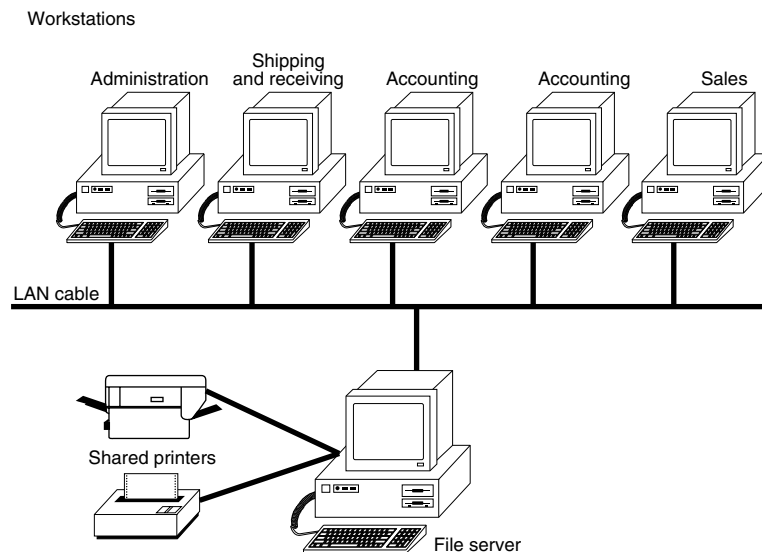 Workstations
Administration
Shipping
and receiving
Accounting
Accounting
Sales
LAN cable
Shared printers
File server